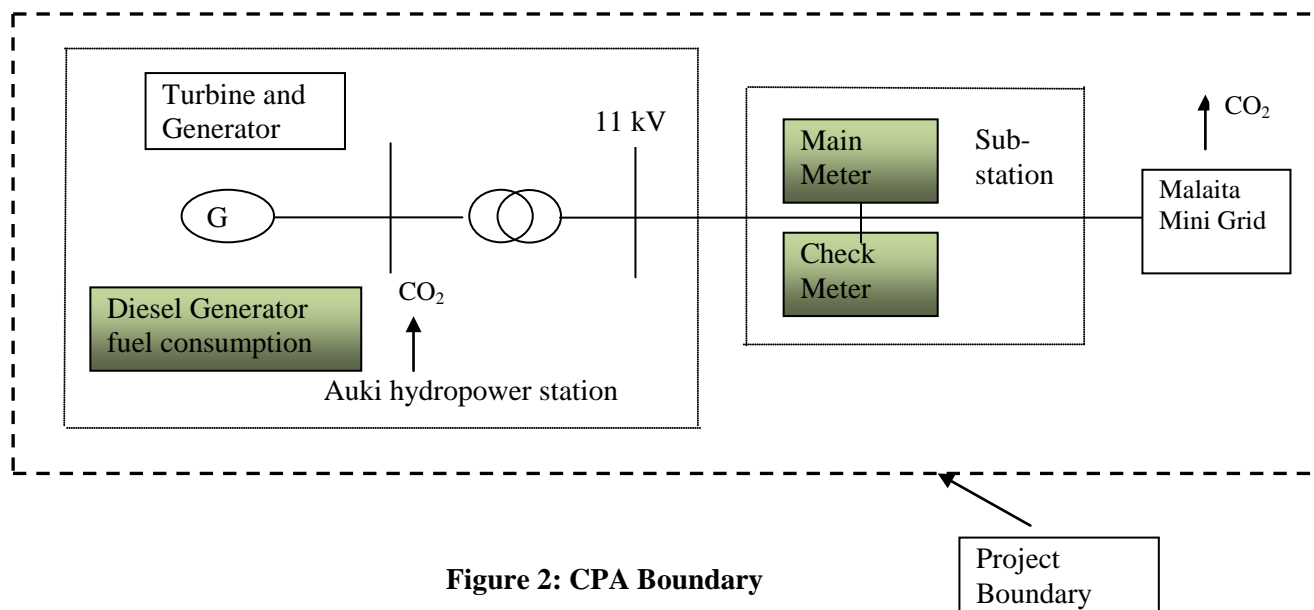 Turbine and
Generator
11 kV
G
CO₂
Diesel Generator
fuel consumption
Auki hydropower station
Main
Meter
Sub-
station
Check
Meter
CO₂
Malaita
Mini Grid
Project
Boundary
Figure 2: CPA Boundary